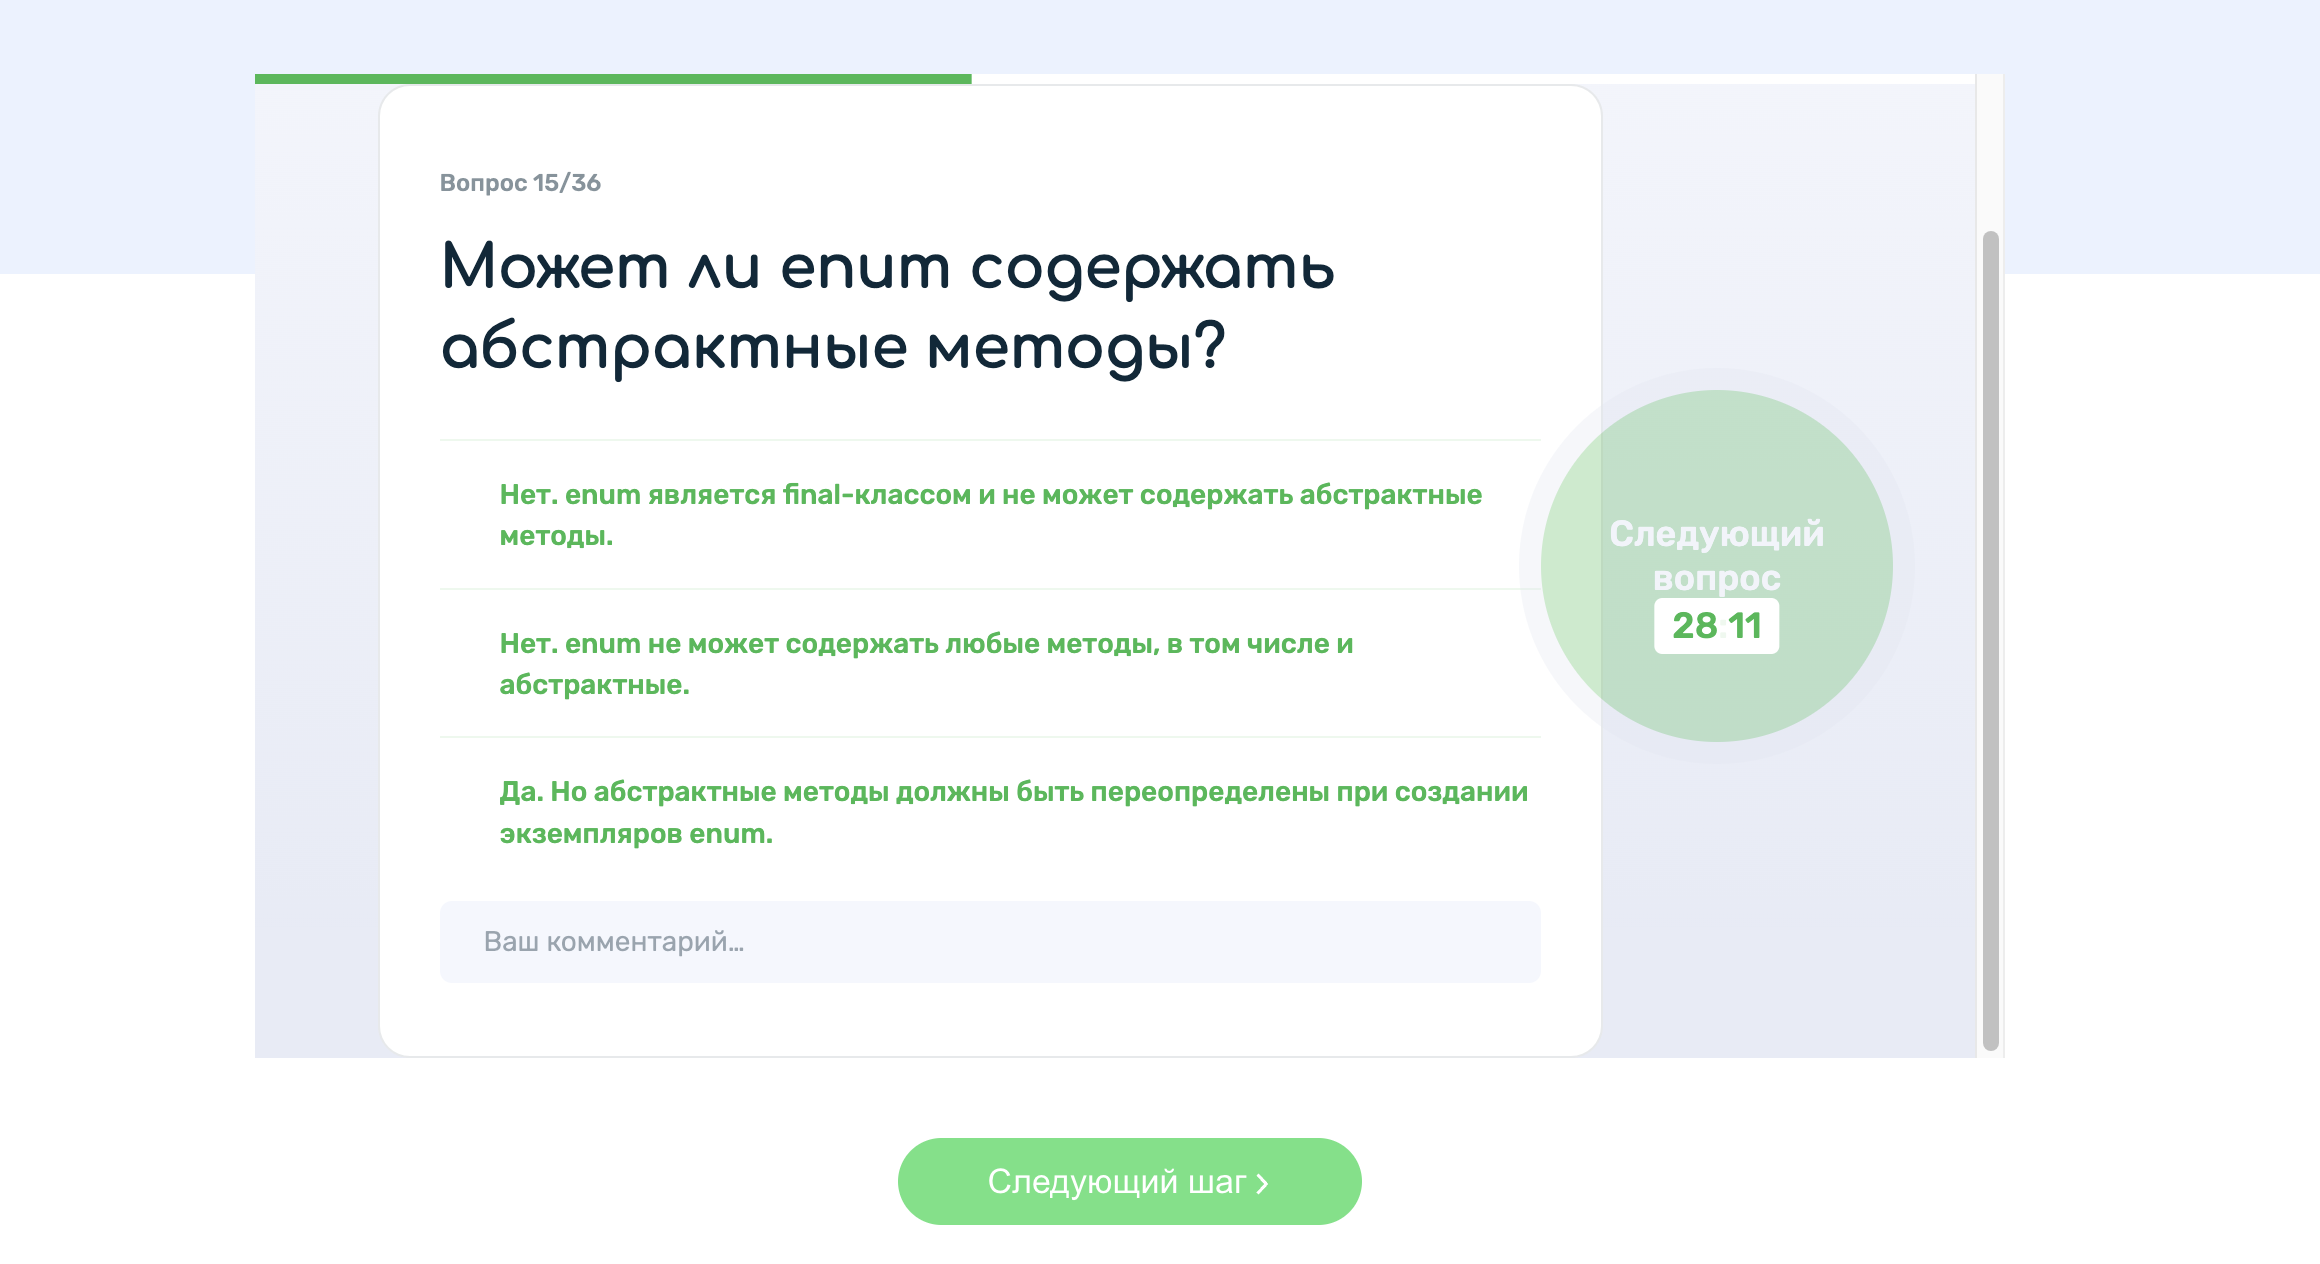 Вопрос 15/36
Может ли enum содержать
абстрактные методы?
Нет. enum является final-классом и не может содержать абстрактные
методы.
Нет. enum не может содержать любые методы, в том числе и
абстрактные.
Да. Но абстрактные методы должны быть переопределены при создании
экземпляров enum.
Следующий
вопрос
28:11
Ваш комментарий...
Следующий шаг >